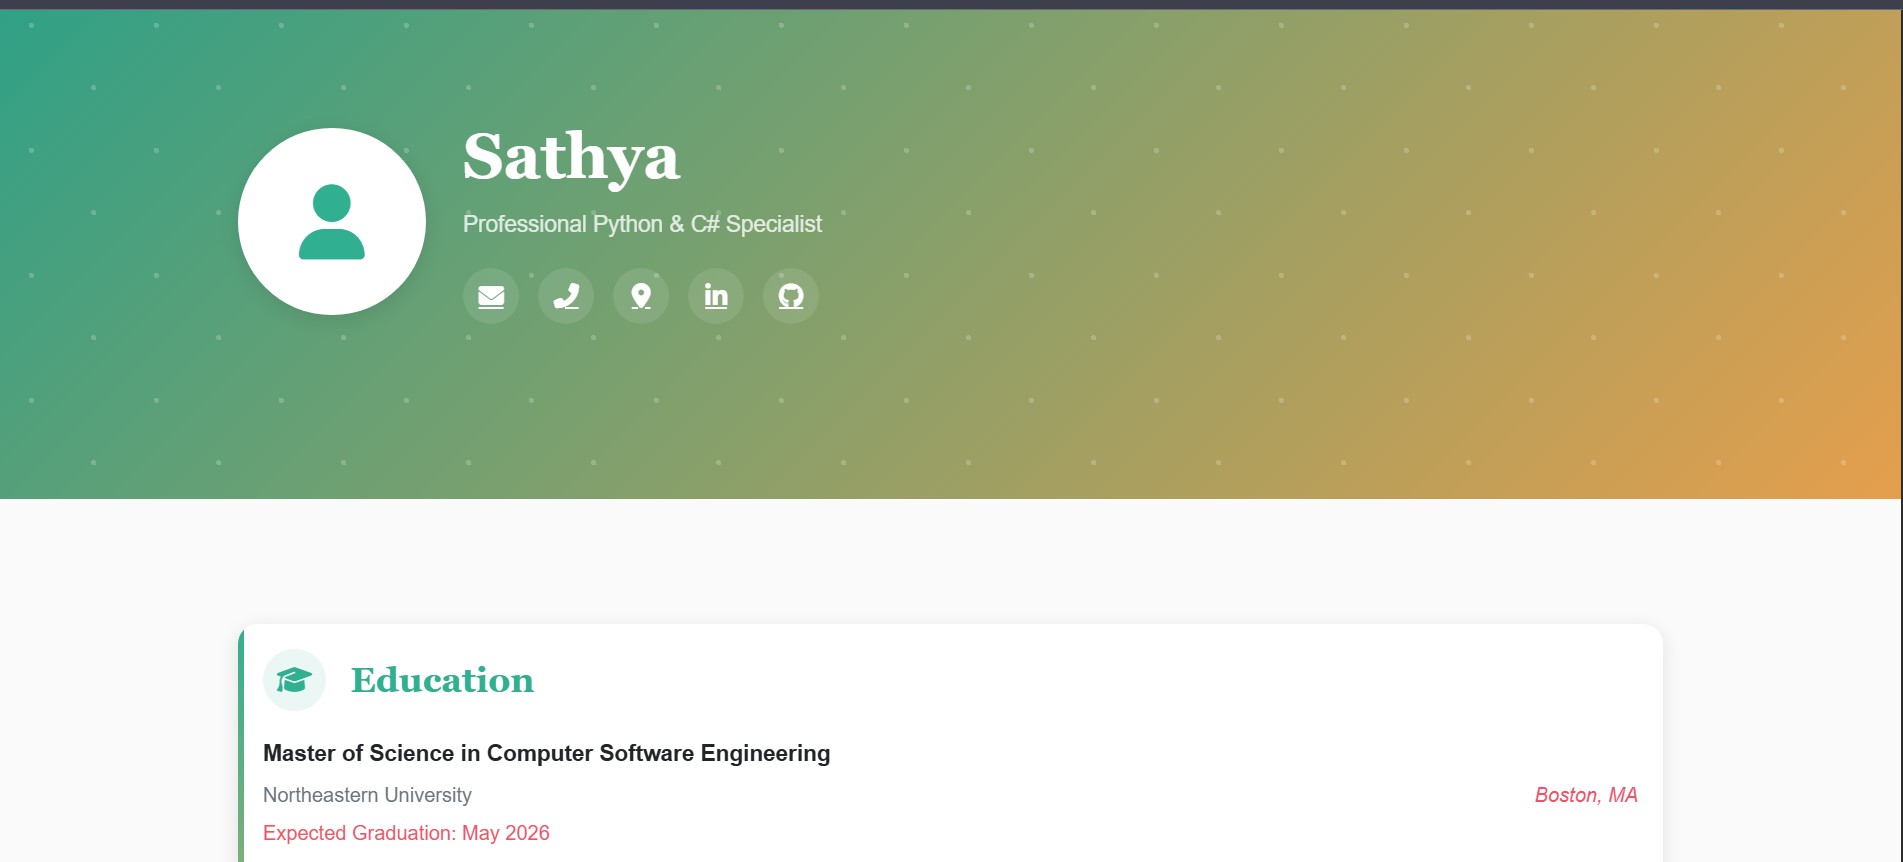 Sathya
Professional Python & C# Specialist
Education
Master of Science in Computer Software Engineering
Northeastern University
Boston, MA
Expected Graduation: May 2026